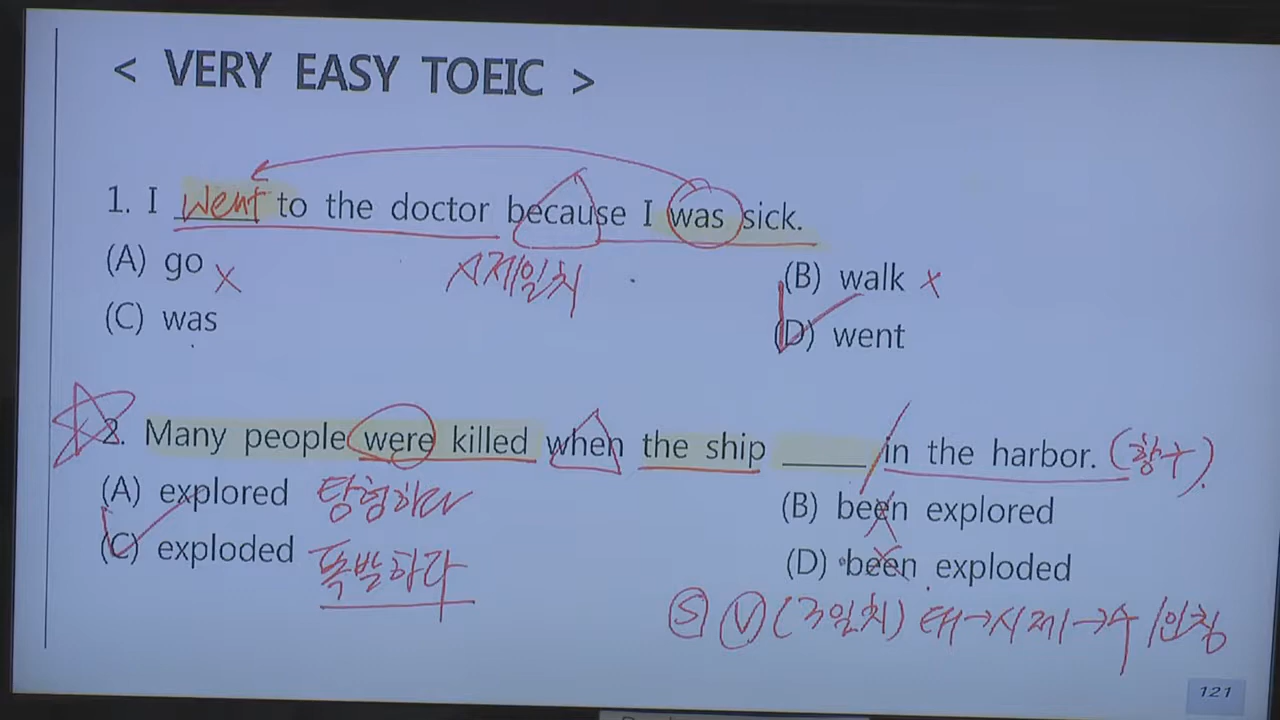 < VERY EASY TOEIC >
1. I went to the doctor because I was sick.
(A) go x
시제일치
(B) walk x
(C) was
(D) went
2. Many people were killed when the ship ____ in the harbor. (항구)
(A) explored 탐험하다
(B) been explored
(C) exploded 폭발하다
(D) been exploded
S V (3일치) 태→시제→수/인칭
121